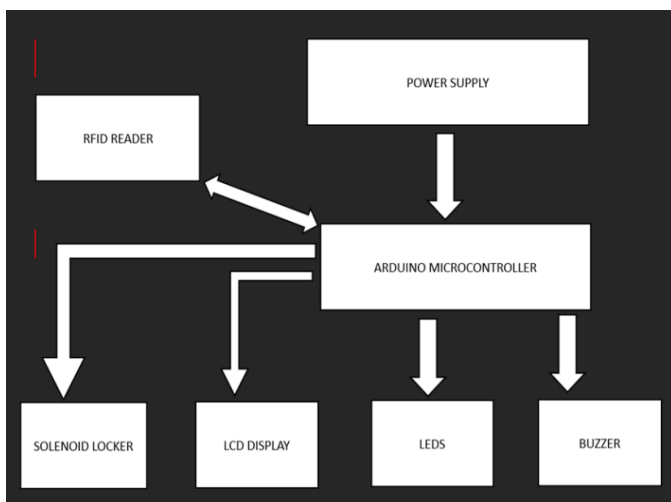 POWER SUPPLY
RFID READER
ARDUINO MICROCONTROLLER
SOLENOID LOCKER
LCD DISPLAY
LEDS
BUZZER